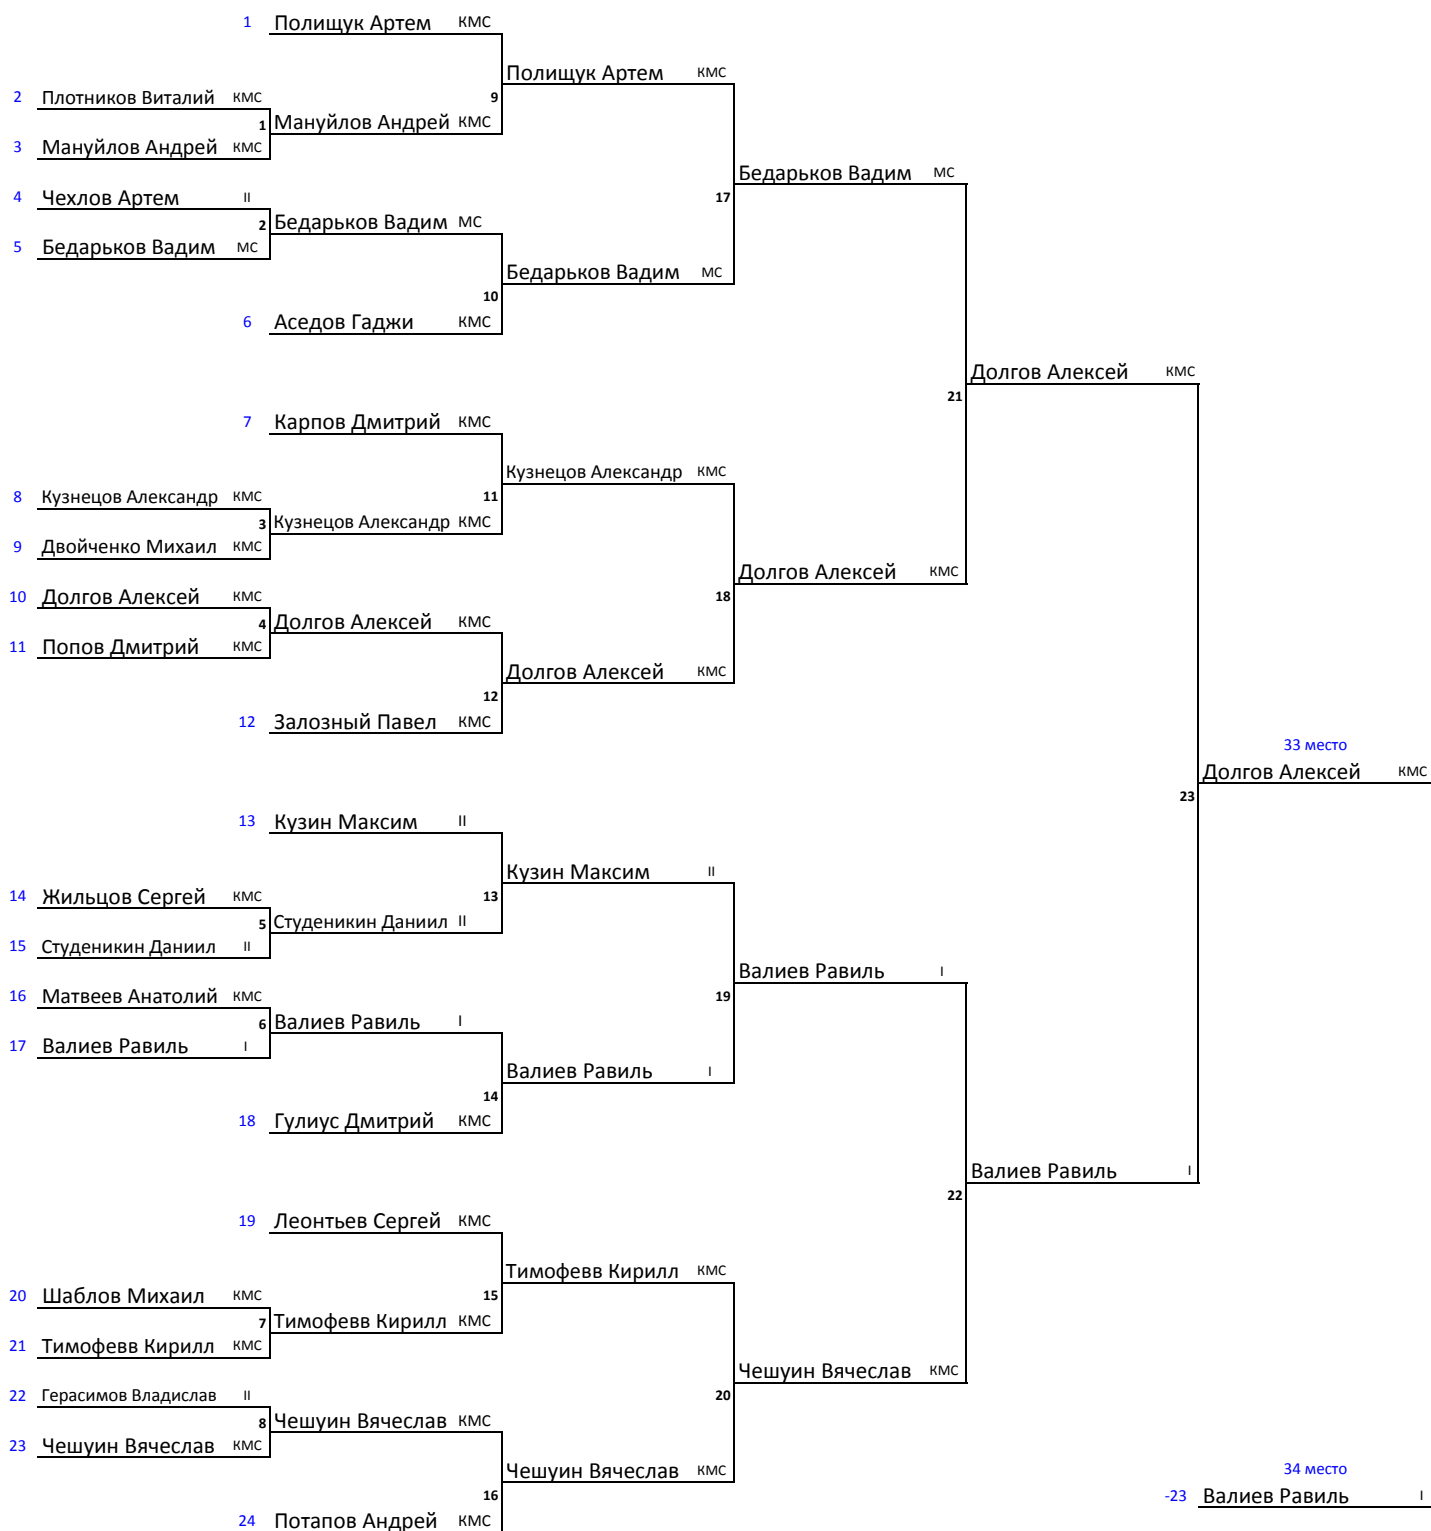 1 Полищук Артем КМС
Полищук Артем КМС
2 Плотников Виталий КМС
9
1 Мануйлов Андрей КМС
3 Мануйлов Андрей КМС
Бедарьков Вадим МС
4 Чехлов Артем II
17
2 Бедарьков Вадим МС
5 Бедарьков Вадим МС
Бедарьков Вадим МС
10
6 Аседов Гаджи КМС
Долгов Алексей КМС
21
7 Карпов Дмитрий КМС
Кузнецов Александр КМС
8 Кузнецов Александр КМС
11
3 Кузнецов Александр КМС
9 Двойченко Михаил КМС
Долгов Алексей КМС
10 Долгов Алексей КМС
18
4 Долгов Алексей КМС
11 Попов Дмитрий КМС
Долгов Алексей КМС
12
12 Залозный Павел КМС
33 место
Долгов Алексей КМС
23
13 Кузин Максим II
Кузин Максим II
14 Жильцов Сергей КМС
13
5 Студеникин Даниил II
15 Студеникин Даниил II
Валиев Равиль I
16 Матвеев Анатолий КМС
19
6 Валиев Равиль I
17 Валиев Равиль I
Валиев Равиль I
14
18 Гулиус Дмитрий КМС
Валиев Равиль I
22
19 Леонтьев Сергей КМС
Тимофевв Кирилл КМС
20 Шаблов Михаил КМС
15
7 Тимофевв Кирилл КМС
21 Тимофевв Кирилл КМС
Чешуин Вячеслав КМС
22 Герасимов Владислав II
20
8 Чешуин Вячеслав КМС
23 Чешуин Вячеслав КМС
Чешуин Вячеслав КМС
34 место
16
-23 Валиев Равиль I
24 Потапов Андрей КМС